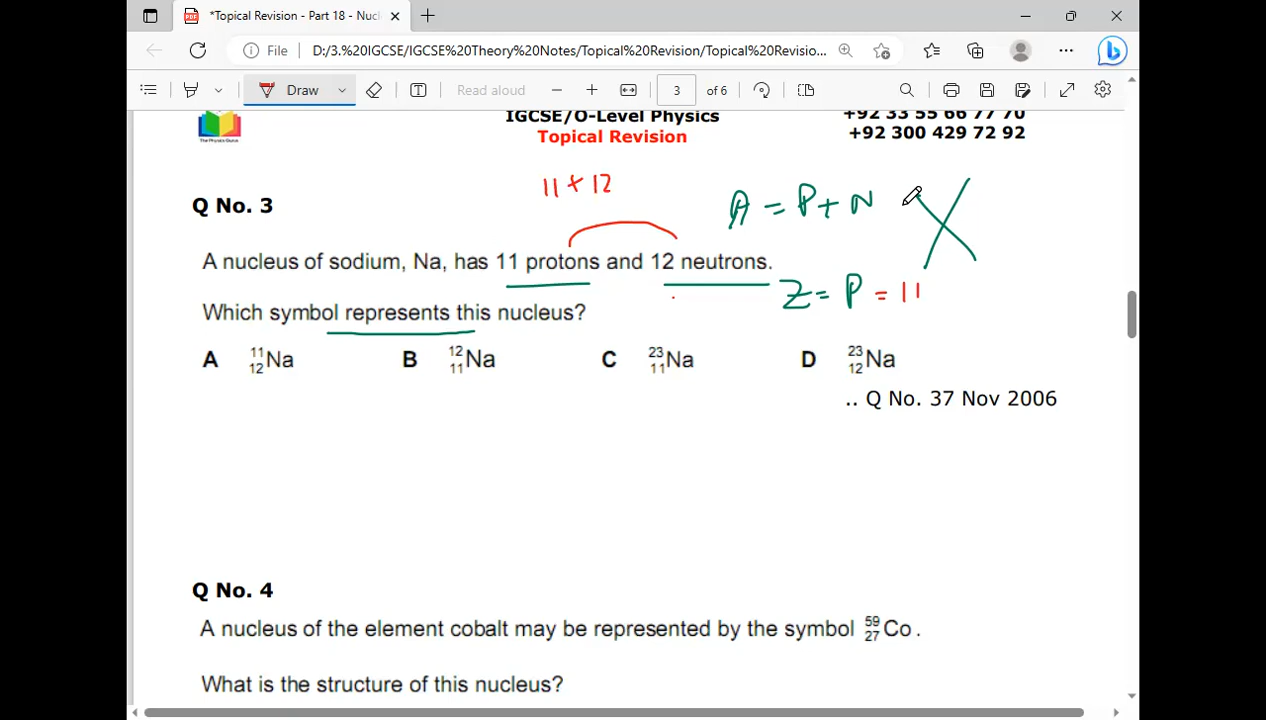 *Topical Revision - Part 18 - Nucl
File D:/3.%20IGCSE/IGCSE%20Theory%20Notes/Topical%20Revision/Topical%20Revisio...
Draw Read aloud 3 of 6
IGCSE/O-Level Physics +92 33 55 66 77 70
Topical Revision +92 300 429 72 92
11 + 12
Q No. 3 A = P + N X
A nucleus of sodium, Na, has 11 protons and 12 neutrons.
Z = P = 11
Which symbol represents this nucleus?
A ¹¹₁₂Na B ¹²₁₁Na C ²³₁₁Na D ²³₁₂Na
.. Q No. 37 Nov 2006
Q No. 4
A nucleus of the element cobalt may be represented by the symbol ⁵⁹₂₇Co .
What is the structure of this nucleus?